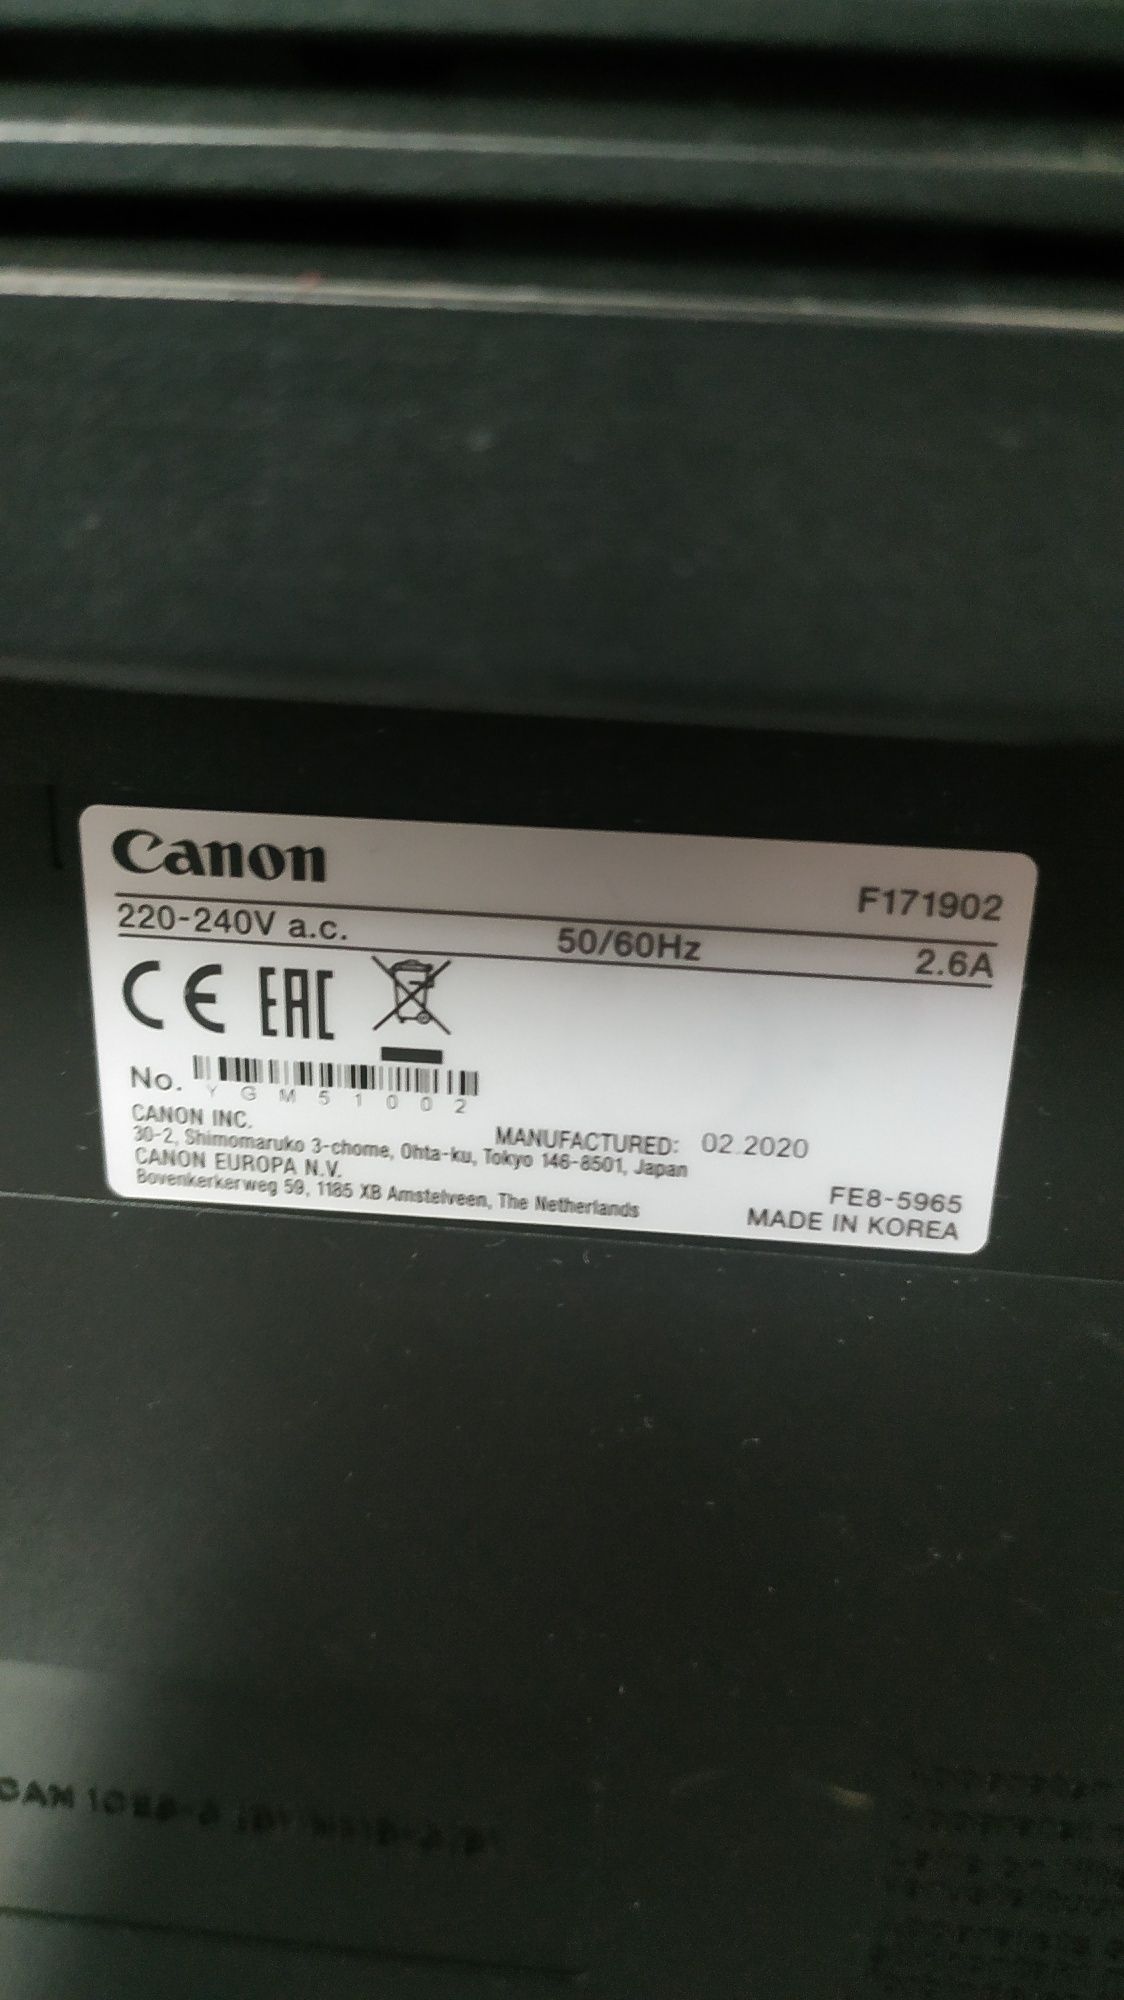 Canon
F171902
220-240V a.c. 50/60Hz 2.6A
CE EAC
No. YGM51002
CANON INC. MANUFACTURED: 02.2020
30-2, Shimomaruko 3-chome, Ohta-ku, Tokyo 146-8501, Japan
CANON EUROPA N.V. FE8-5965
Bovenkerkerweg 59, 1185 XB Amstelveen, The Netherlands MADE IN KOREA